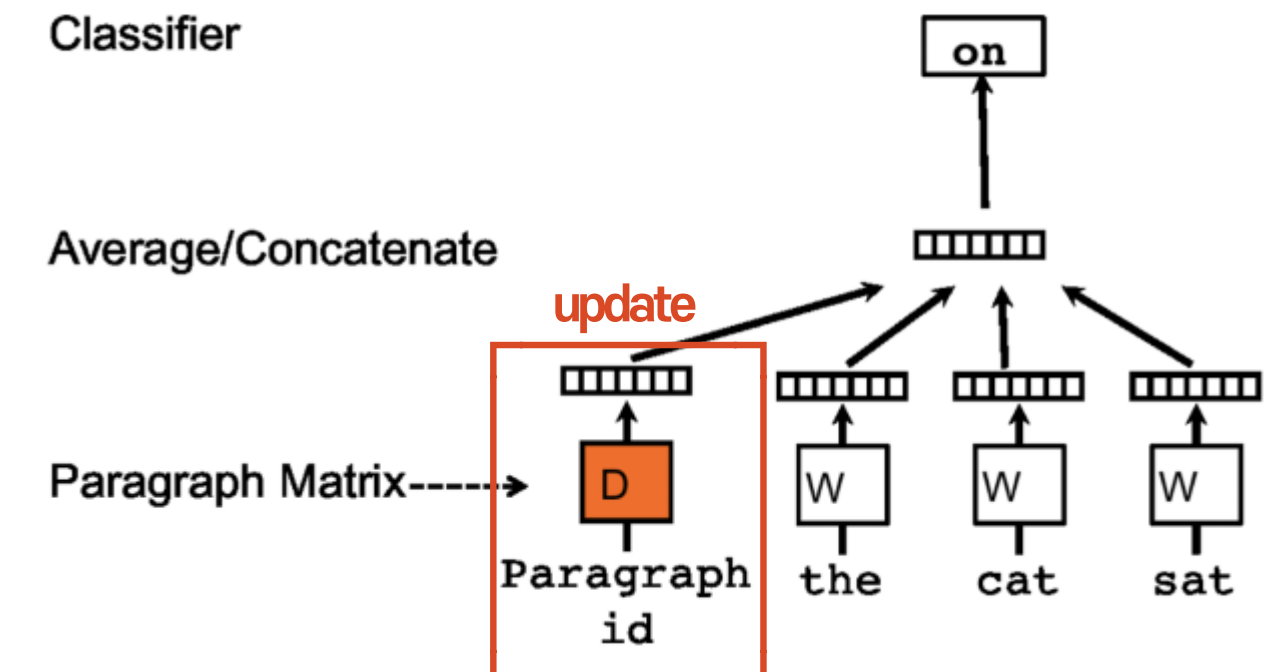 Classifier
on
Average/Concatenate
update
Paragraph Matrix
D
W
W
W
Paragraph
id
the
cat
sat